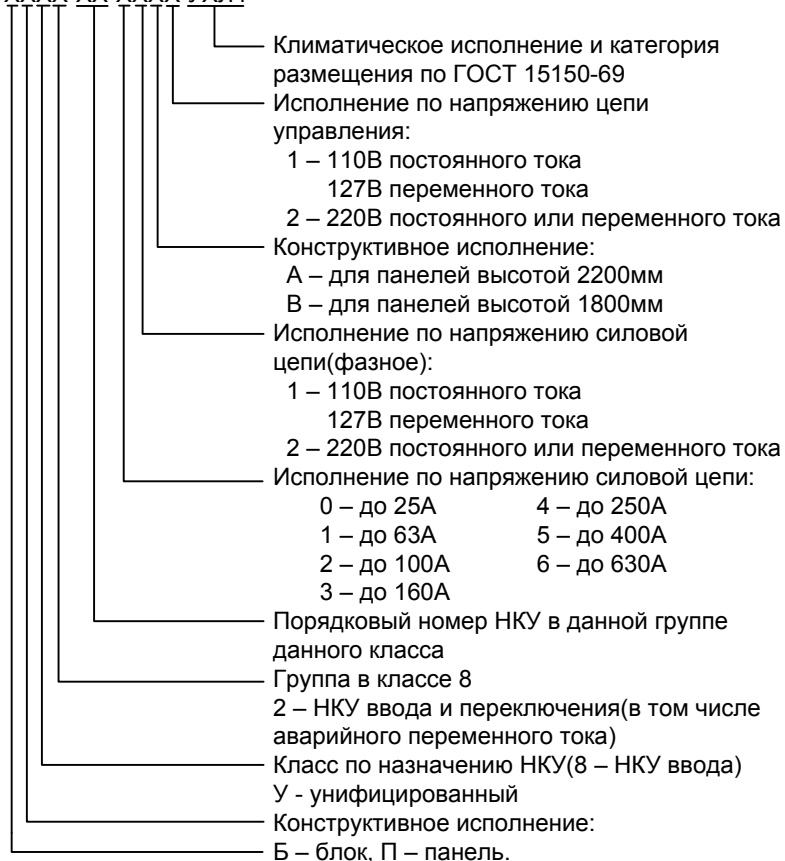 Климатическое исполнение и категория
размещения по ГОСТ 15150-69
Исполнение по напряжению цепи
управления:
1 – 110В постоянного тока
127В переменного тока
2 – 220В постоянного или переменного тока
Конструктивное исполнение:
А – для панелей высотой 2200мм
В – для панелей высотой 1800мм
Исполнение по напряжению силовой
цепи(фазное):
1 – 110В постоянного тока
127В переменного тока
2 – 220В постоянного или переменного тока
Исполнение по напряжению силовой цепи:
0 – до 25А 4 – до 250А
1 – до 63А 5 – до 400А
2 – до 100А 6 – до 630А
3 – до 160А
Порядковый номер НКУ в данной группе
данного класса
Группа в классе 8
2 – НКУ ввода и переключения(в том числе
аварийного переменного тока)
Класс по назначению НКУ(8 – НКУ ввода)
У - унифицированный
Конструктивное исполнение:
Б – блок, П – панель.